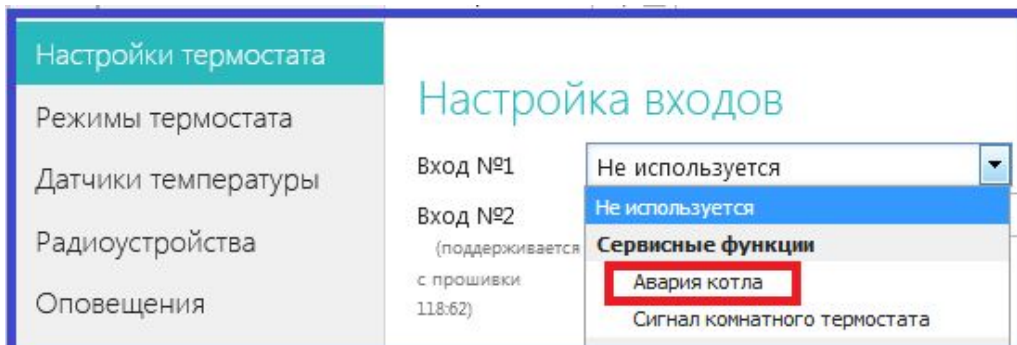 Настройки термостата
Режимы термостата
Датчики температуры
Радиоустройства
Оповещения
Настройка входов
Вход №1
Не используется
Не используется
Вход №2
(поддерживается
с прошивки
118:62)
Сервисные функции
Авария котла
Сигнал комнатного термостата